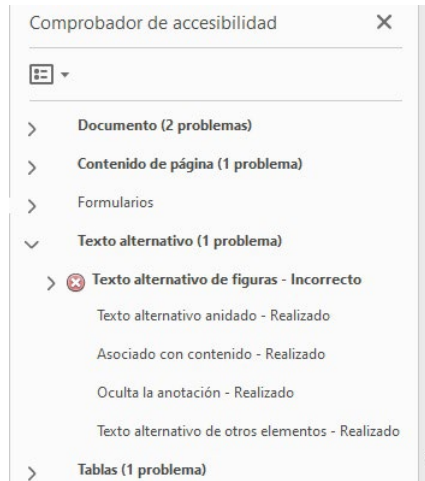 Comprobador de accesibilidad
Documento (2 problemas)
Contenido de página (1 problema)
Formularios
Texto alternativo (1 problema)
Texto alternativo de figuras - Incorrecto
Texto alternativo anidado - Realizado
Asociado con contenido - Realizado
Oculta la anotación - Realizado
Texto alternativo de otros elementos - Realizado
Tablas (1 problema)